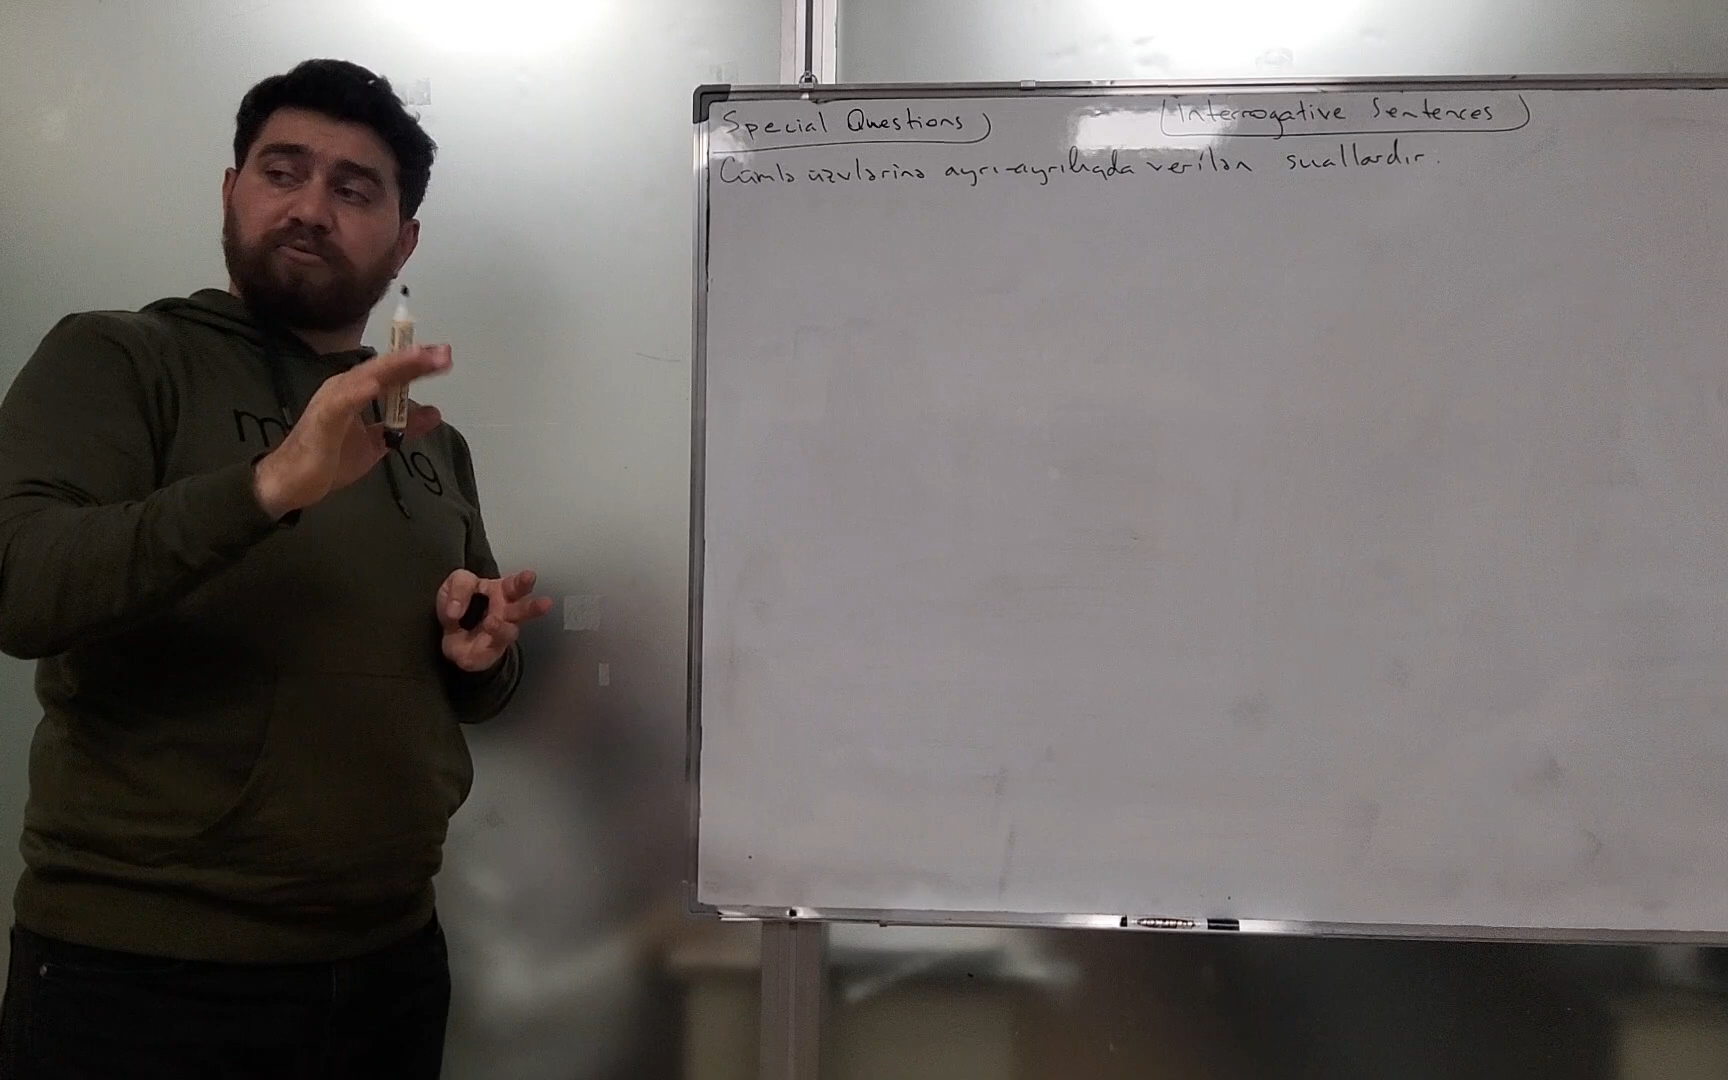 Special Questions
Interrogative Sentences
Cümlə üzvlərinə ayrı-ayrılıqda verilən suallardır.